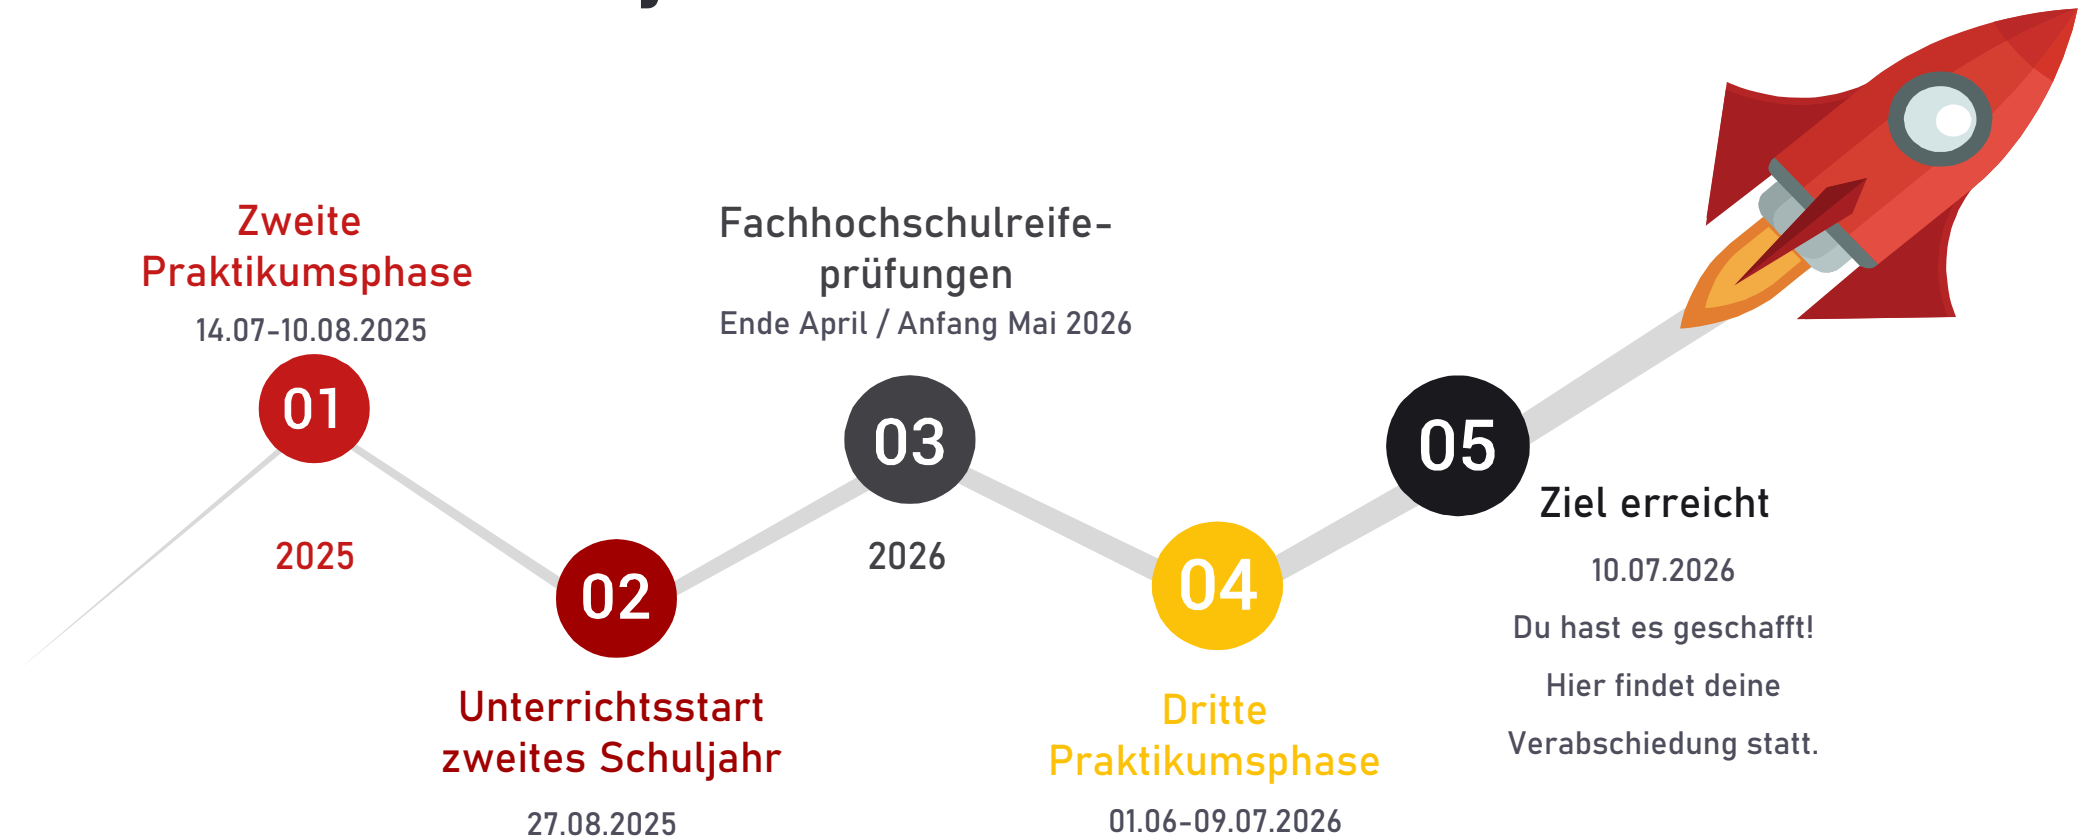 Zweite
Praktikumsphase
14.07-10.08.2025
01
2025
02
Unterrichtsstart
zweites Schuljahr
27.08.2025
Fachhochschulreife-
prüfungen
Ende April / Anfang Mai 2026
03
2026
04
Dritte
Praktikumsphase
01.06-09.07.2026
05
Ziel erreicht
10.07.2026
Du hast es geschafft!
Hier findet deine
Verabschiedung statt.